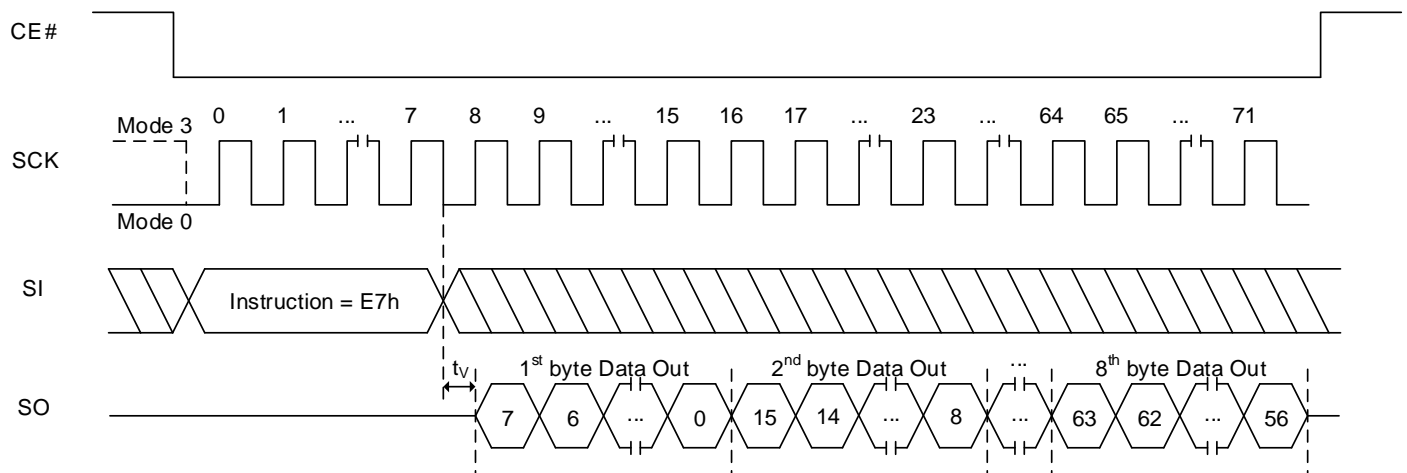 CE#
0 1 ... 7 8 9 ... 15 16 17 ... 23 ... 64 65 ... 71
Mode 3
SCK
Mode 0
SI
Instruction = E7h
tV 1st byte Data Out 2nd byte Data Out ... 8th byte Data Out
SO
7 6 ... 0 15 14 ... 8 ... 63 62 ... 56